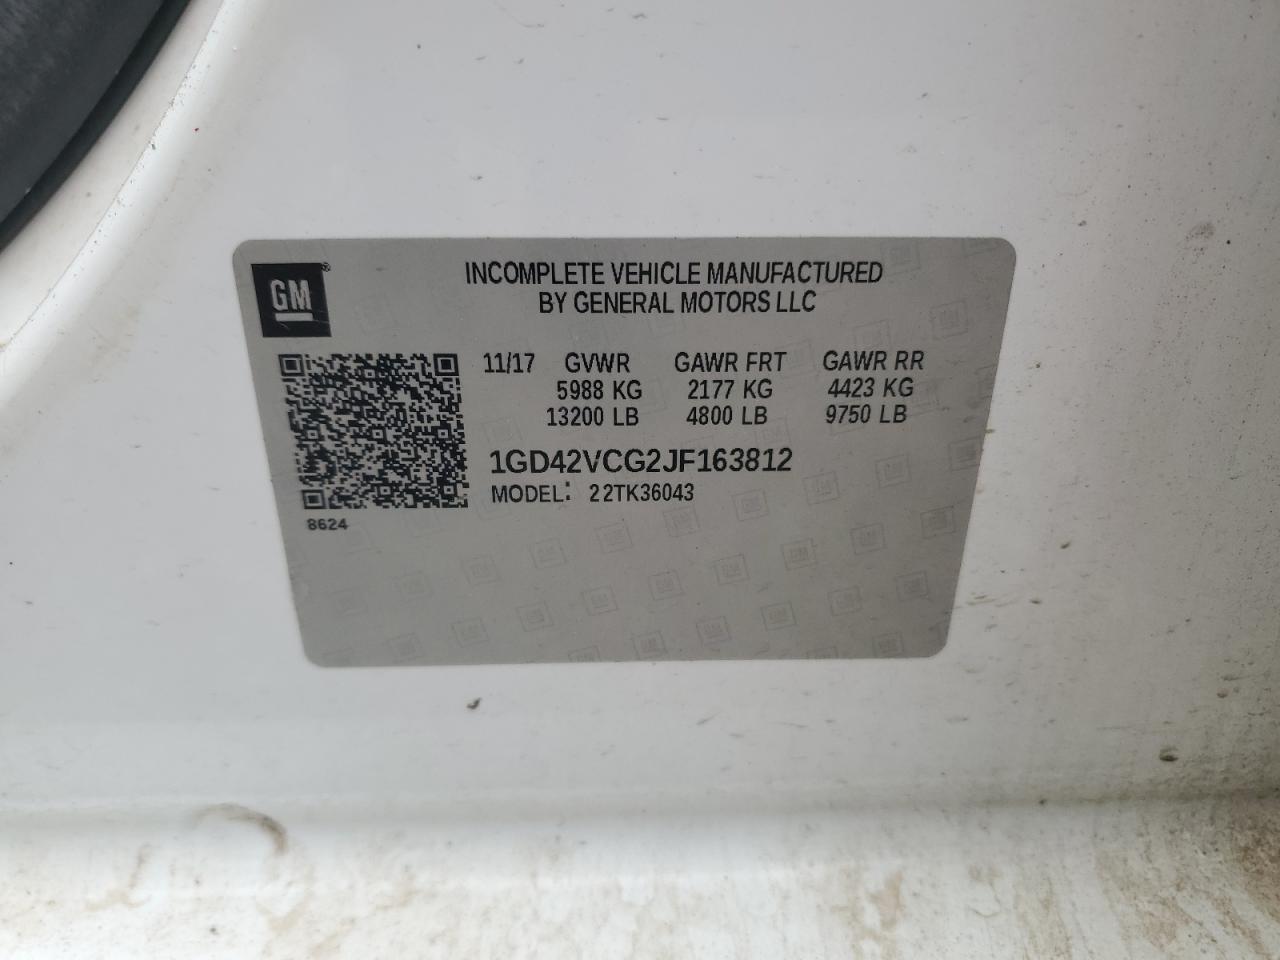 GM®
INCOMPLETE VEHICLE MANUFACTURED
BY GENERAL MOTORS LLC
11/17 GVWR GAWR FRT GAWR RR
5988 KG 2177 KG 4423 KG
13200 LB 4800 LB 9750 LB
1GD42VCG2JF163812
MODEL: 22TK36043
8624